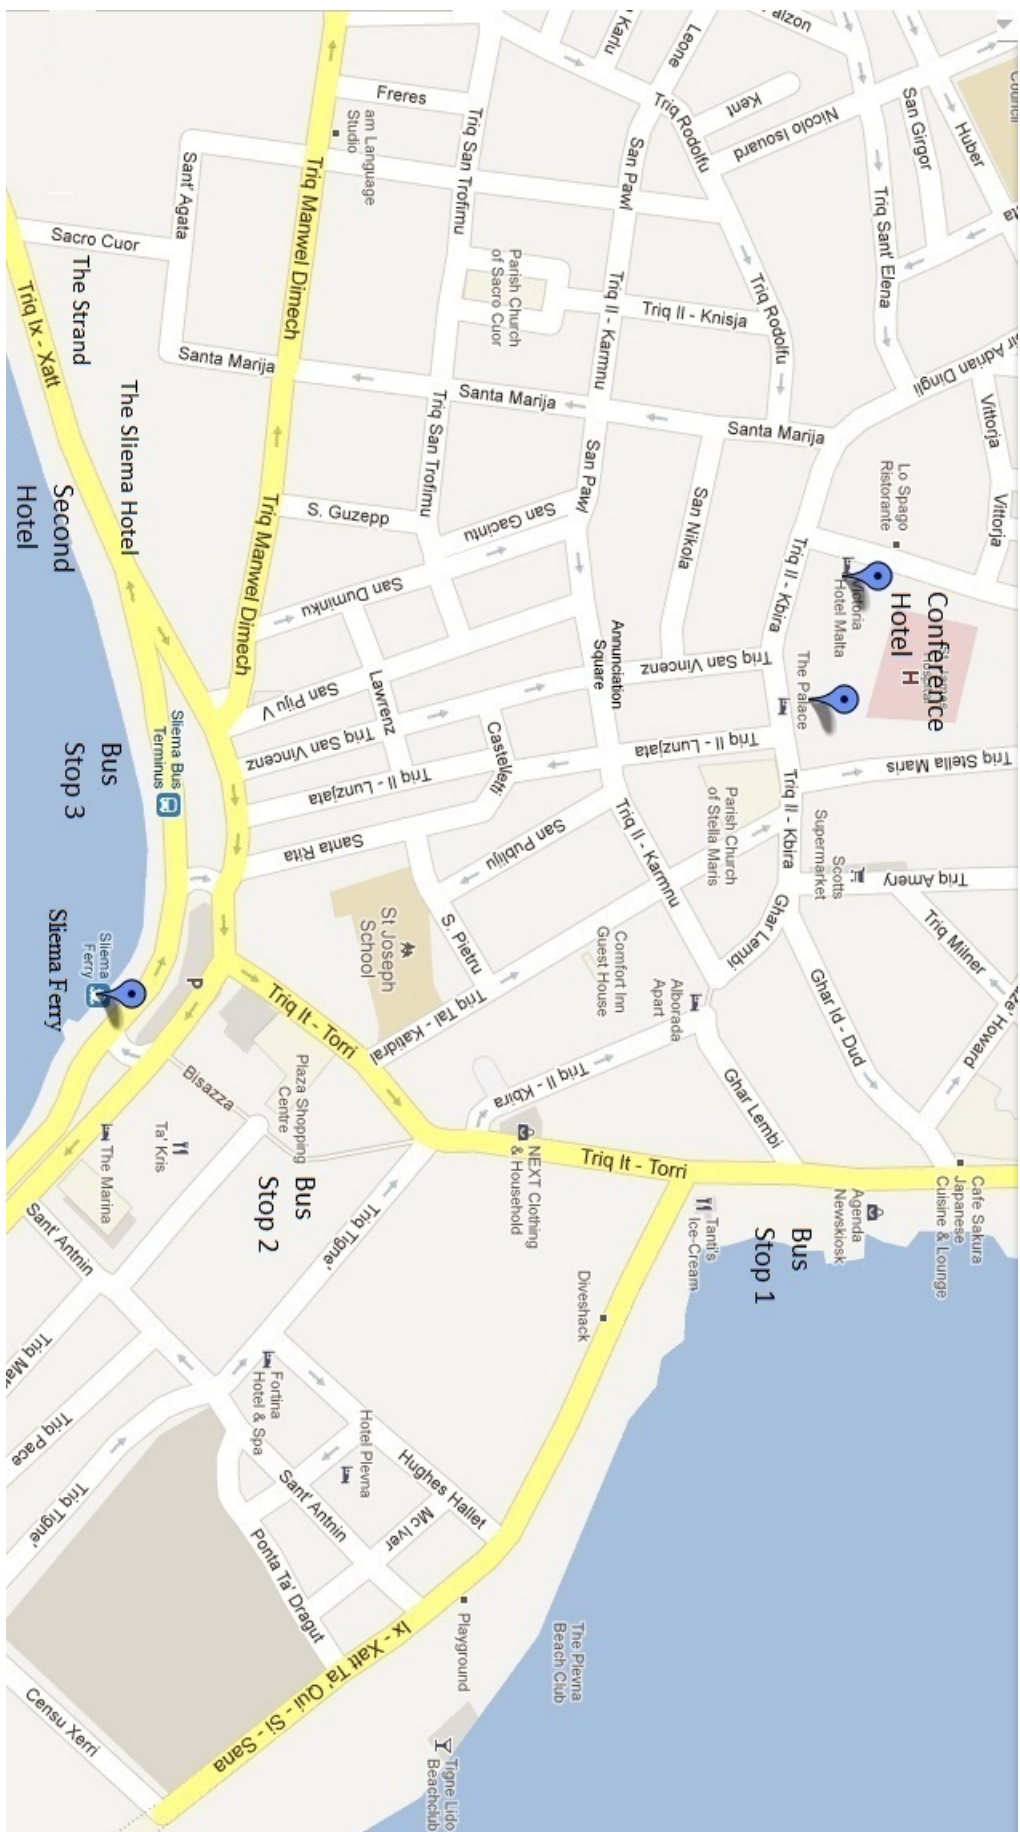 Karlu
Leone
Kent
Triq Rodolfu
Nicolo Isouard
San Girgor
Huber
Council
Freres
Triq San Trofimu
San Pawl
Triq Sant' Elena
am Language
Studio
Sant' Agata
Triq Manwel Dimech
Sacro Cuor
Parish Church
of Sacro Cuor
Triq Il - Karmnu
Triq Il - Knisja
Triq Rodolfu
The Strand
Triq Ix - Xatt
Santa Marija
Santa Marija
Santa Marija
Triq San Trofimu
San Pawl
Vittorja
Vittorja
The Sliema Hotel
Second
Hotel
Triq Manwel Dimech
S. Guzepp
San Gacintu
San Nikola
Lo Spago
Ristorante
Triq Il - Kbira
Victoria
Hotel Malta
Conference
Hotel
H
San Duminku
Lawrenz
Annunciation
Square
Triq San Vincenz
The Palace
San Piju V
Triq San Vincenz
Castelletti
Triq Il - Lunzjata
Triq Il - Lunzjata
Triq Stella Maris
Sliema Bus
Terminus
Bus
Stop 3
Santa Rita
San Publiju
Triq Il - Karmnu
Parish Church
of Stella Maris
Triq Il - Kbira
Scotts
Supermarket
Triq Amery
Triq Milner
Howard
Sliema
Ferry
Sliema Ferry
P
St Joseph
School
S. Pietru
Comfort Inn
Guest House
Alborada
Apart
Ghar Lembi
Ghar Id - Dud
Triq It - Torri
Triq Tal - Katidral
Bisazza
Plaza Shopping
Centre
Triq Il - Kbira
Ghar Lembi
Ta' Kris
The Marina
Bus
Stop 2
NEXT Clothing
& Household
Triq It - Torri
Tanti's
Ice-Cream
Bus
Stop 1
Agenda
Newskiosk
Cafe Sakura
Japanese
Cuisine & Lounge
Sant' Antnin
Triq Tigne'
Diveshack
Triq Pace
Triq Tigne'
Fortina
Hotel & Spa
Hotel Plevna
Hughes Hallet
Sant' Antnin
Mc Iver
Ponta Ta' Dragut
Playground
The Plevna
Beach Club
Ix - Xatt Ta' Qui - Si - Sana
Censu Xerri
Tigne Lido
Beachclub